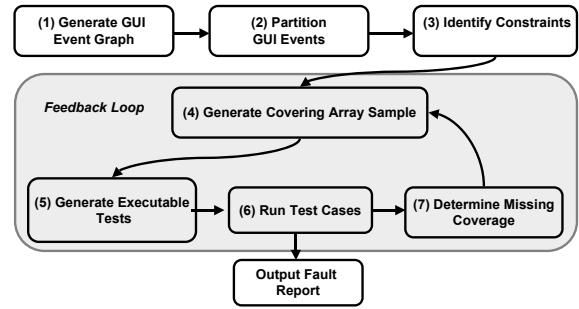 (1) Generate GUI
Event Graph
(2) Partition
GUI Events
(3) Identify Constraints
Feedback Loop
(4) Generate Covering Array Sample
(5) Generate Executable
Tests
(6) Run Test Cases
(7) Determine Missing
Coverage
Output Fault
Report